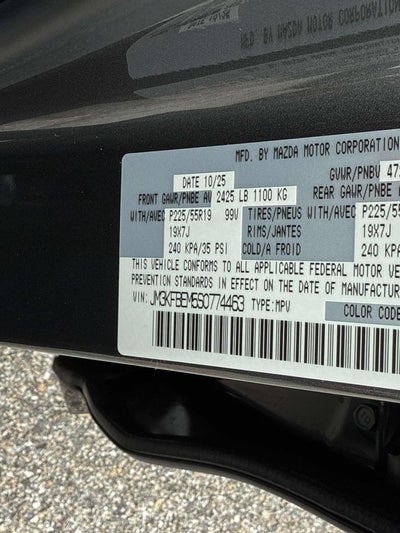 MFD. BY MAZDA MOTOR CORPORATION
DATE 10/25 GVWR/PNBV
FRONT GAWR/PNBE AV 2425 LB 1100 KG REAR GAWR/PNBE
WITH/AVEC P225/55R19 99V TIRES/PNEUS WITH/AVEC P225/55
19X7J RIMS/JANTES 19X7J
240 KPA/35 PSI COLD/A FROID 240 KPA
THIS VEHICLE CONFORMS TO ALL APPLICABLE FEDERAL MOTOR VEHI
PREVENTION STANDARDS IN EFFECT ON THE DATE OF MANUFACTURE
VIN: JM3KFBEM5S0774463 TYPE:MPV
COLOR CODE